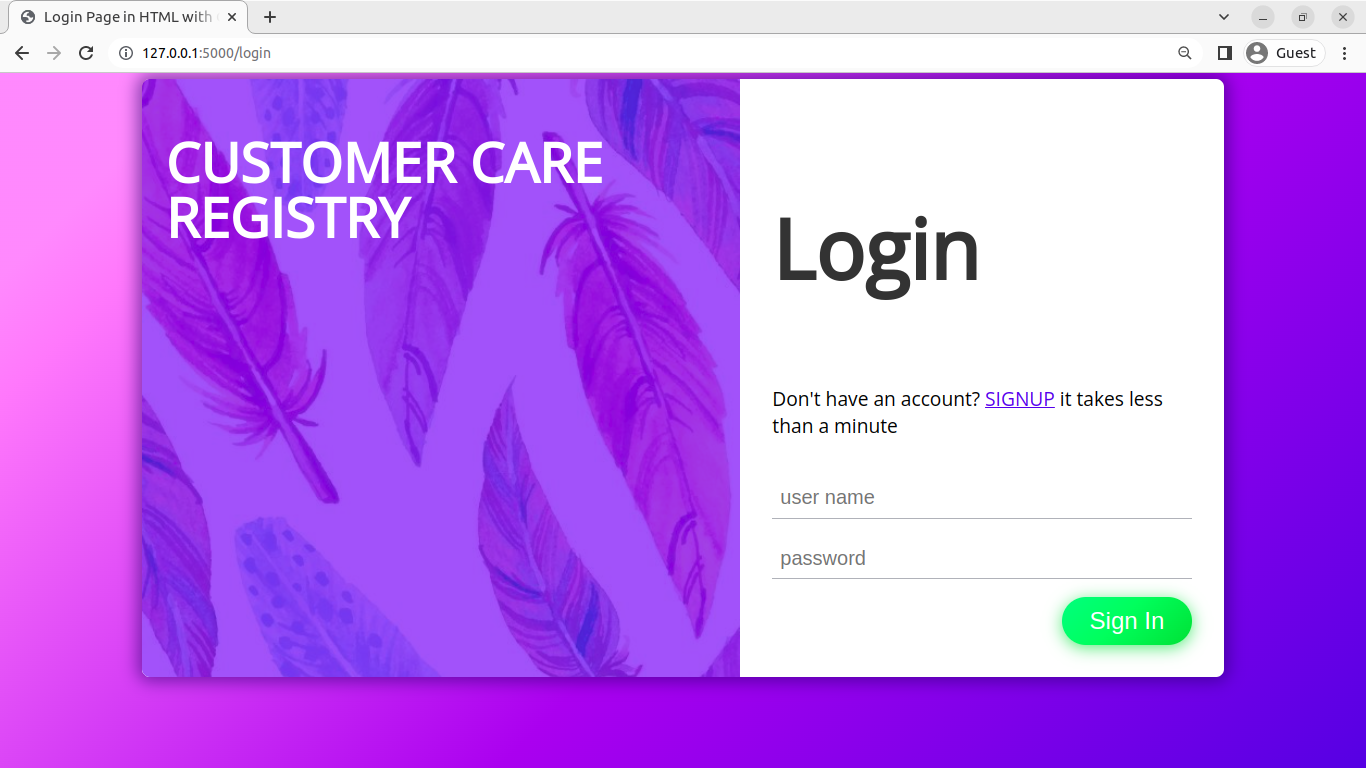 Login Page in HTML with
127.0.0.1:5000/login
Guest
CUSTOMER CARE
REGISTRY
Login
Don't have an account? SIGNUP it takes less
than a minute
user name
password
Sign In